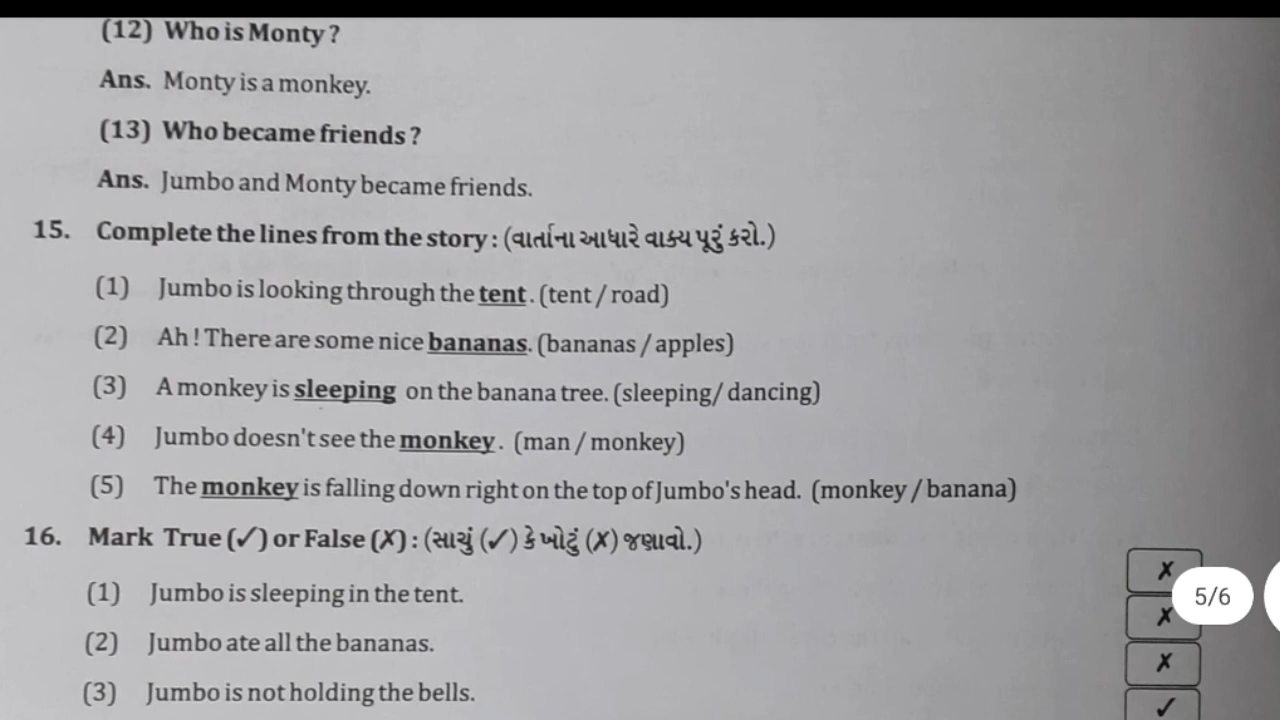 (12) Who is Monty ?
Ans. Monty is a monkey.
(13) Who became friends ?
Ans. Jumbo and Monty became friends.
15. Complete the lines from the story : (વાર્તાના આધારે વાક્ય પૂરું કરો.)
(1) Jumbo is looking through the tent. (tent / road)
(2) Ah ! There are some nice bananas. (bananas / apples)
(3) A monkey is sleeping on the banana tree. (sleeping/ dancing)
(4) Jumbo doesn't see the monkey. (man / monkey)
(5) The monkey is falling down right on the top of Jumbo's head. (monkey / banana)
16. Mark True (✓) or False (✗) : (સાચું (✓) કે ખોટું (✗) જણાવો.)
✗
(1) Jumbo is sleeping in the tent.
5/6
✗
(2) Jumbo ate all the bananas.
✗
(3) Jumbo is not holding the bells.
✓